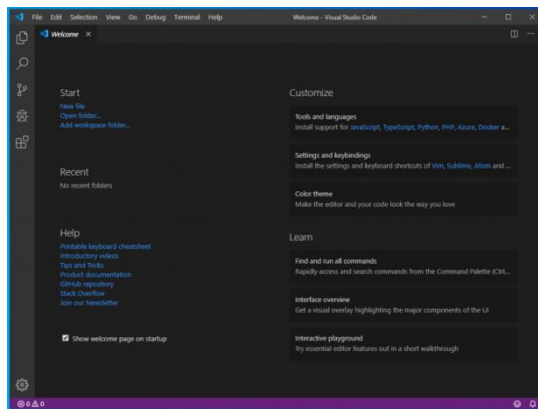 File Edit Selection View Go Debug Terminal Help
Welcome - Visual Studio Code
Welcome
Start
New file
Open folder...
Add workspace folder...
Recent
No recent folders
Help
Printable keyboard cheatsheet
Introductory videos
Tips and Tricks
Product documentation
GitHub repository
Stack Overflow
Join our Newsletter
Show welcome page on startup
Customize
Tools and languages
Install support for JavaScript, TypeScript, Python, PHP, Azure, Docker a...
Settings and keybindings
Install the settings and keyboard shortcuts of Vim, Sublime, Atom and ...
Color theme
Make the editor and your code look the way you love
Learn
Find and run all commands
Rapidly access and search commands from the Command Palette (Ctrl...
Interface overview
Get a visual overlay highlighting the major components of the UI
Interactive playground
Try essential editor features out in a short walkthrough
0 0